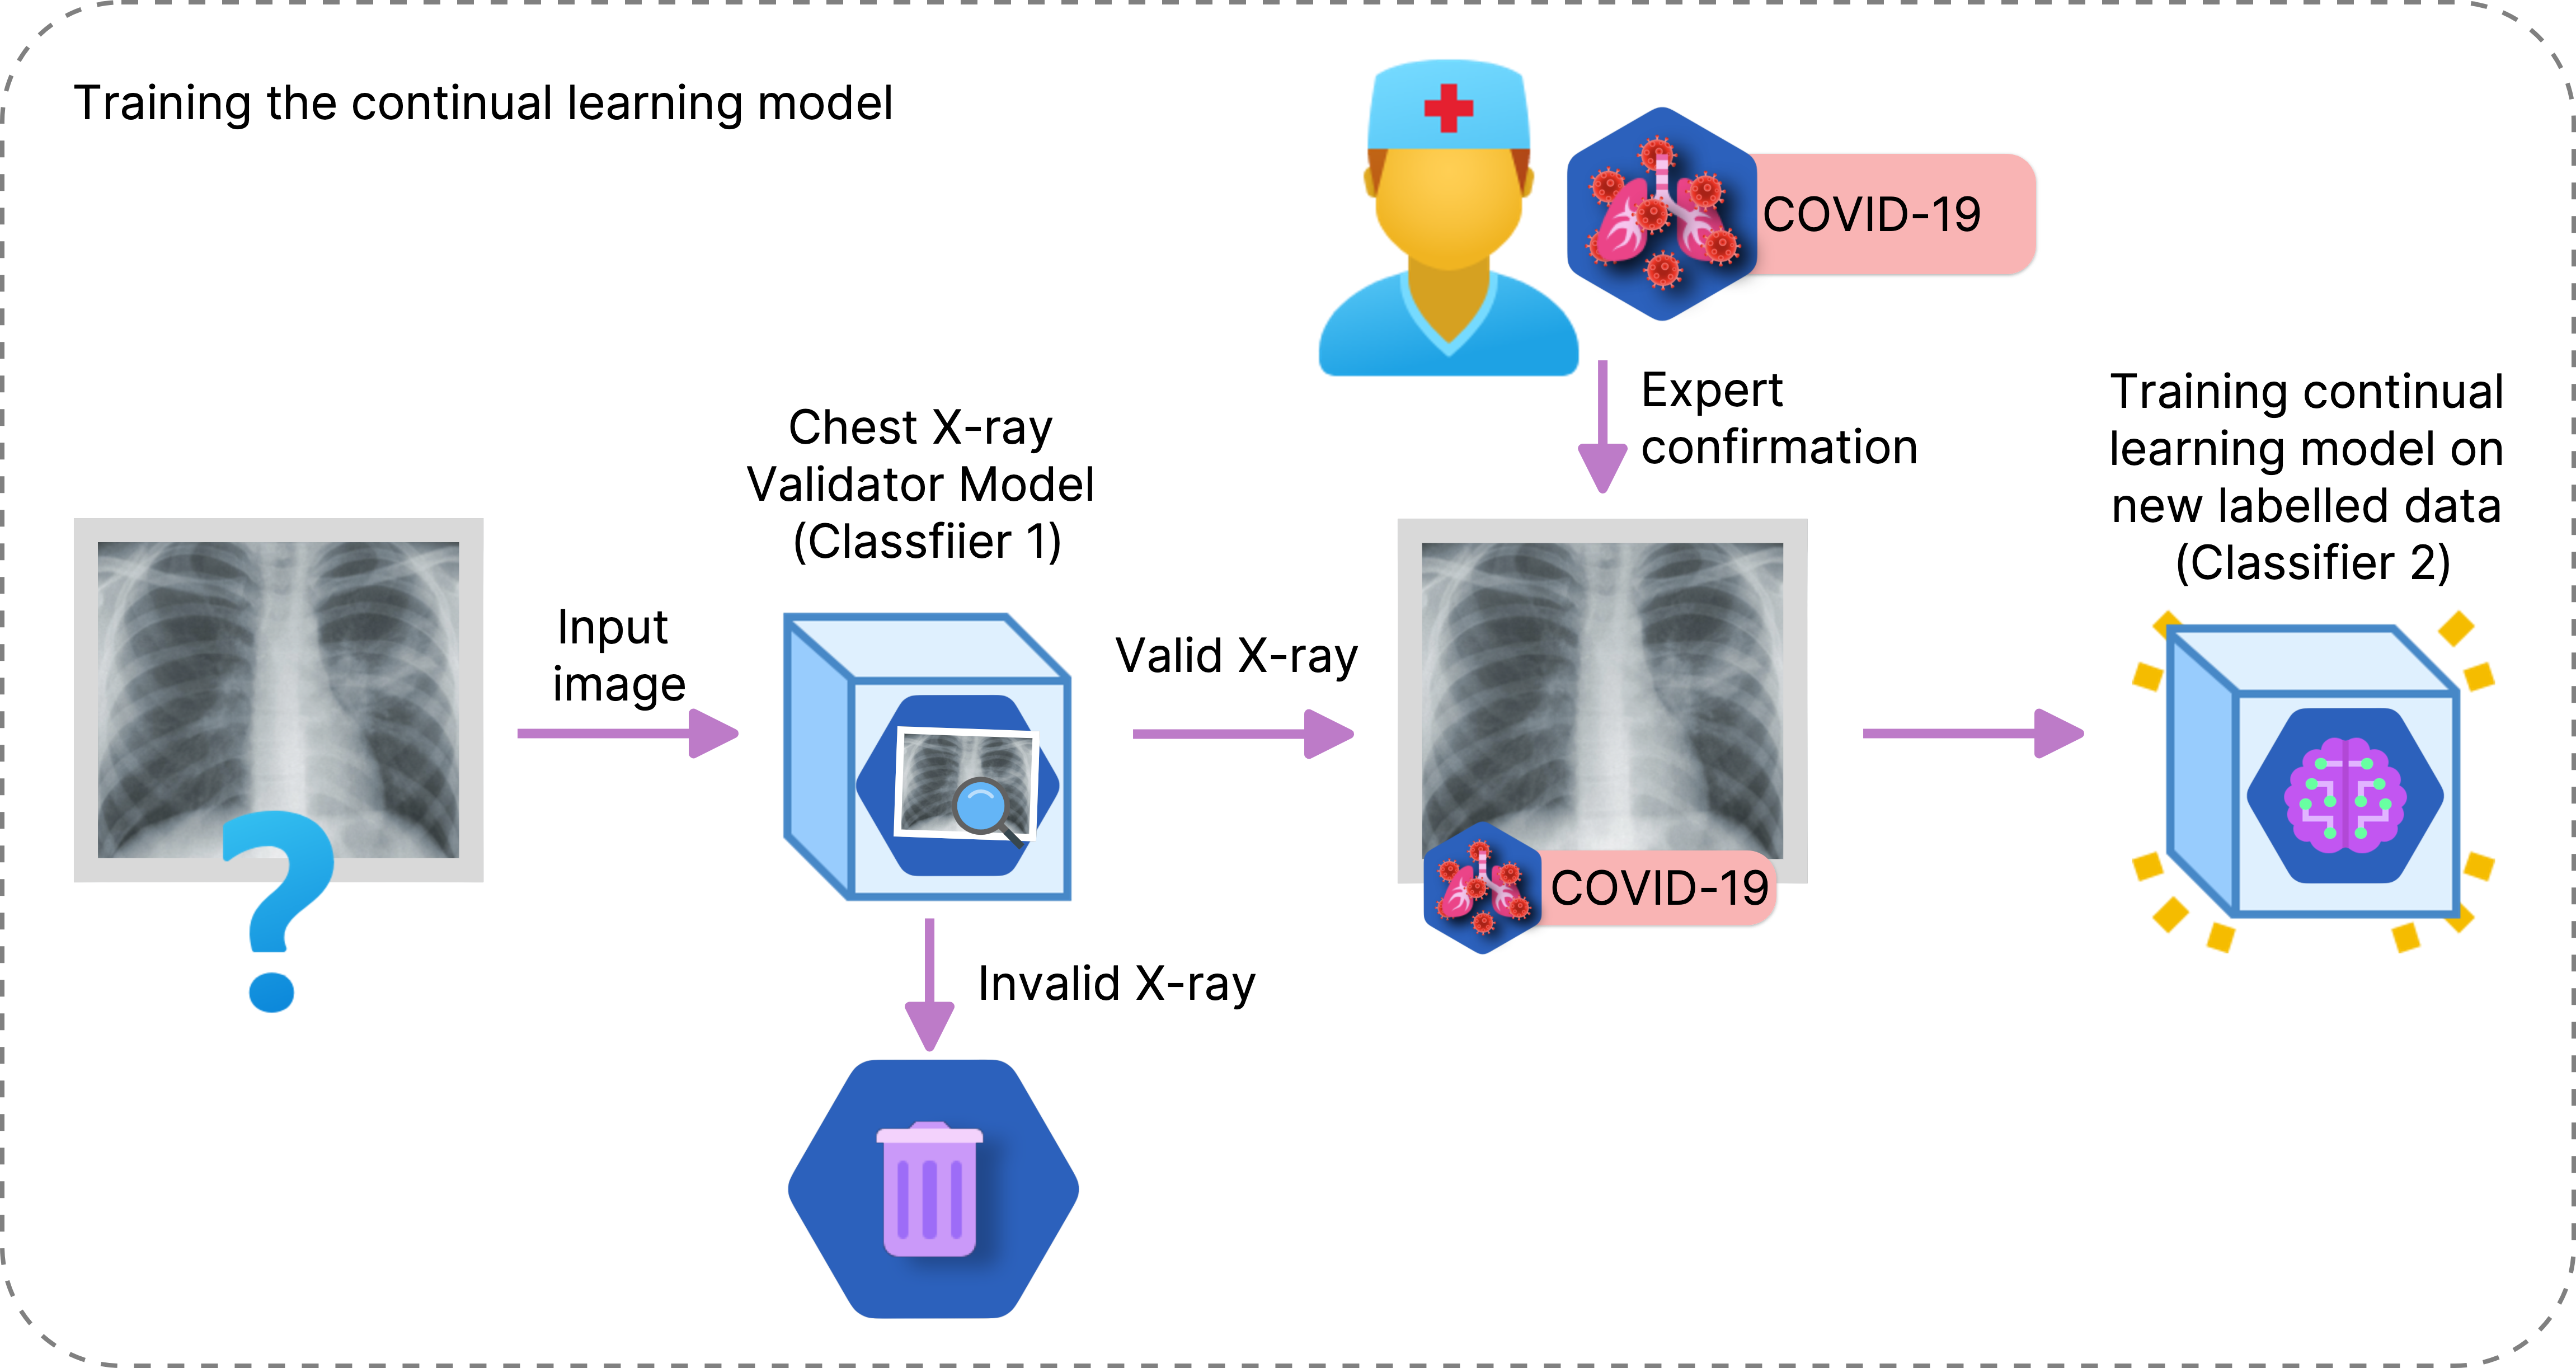 Training the continual learning model
COVID-19
Expert
confirmation
Training continual
learning model on
new labelled data
(Classifier 2)
Chest X-ray
Validator Model
(Classfiier 1)
Input
image
Valid X-ray
COVID-19
Invalid X-ray